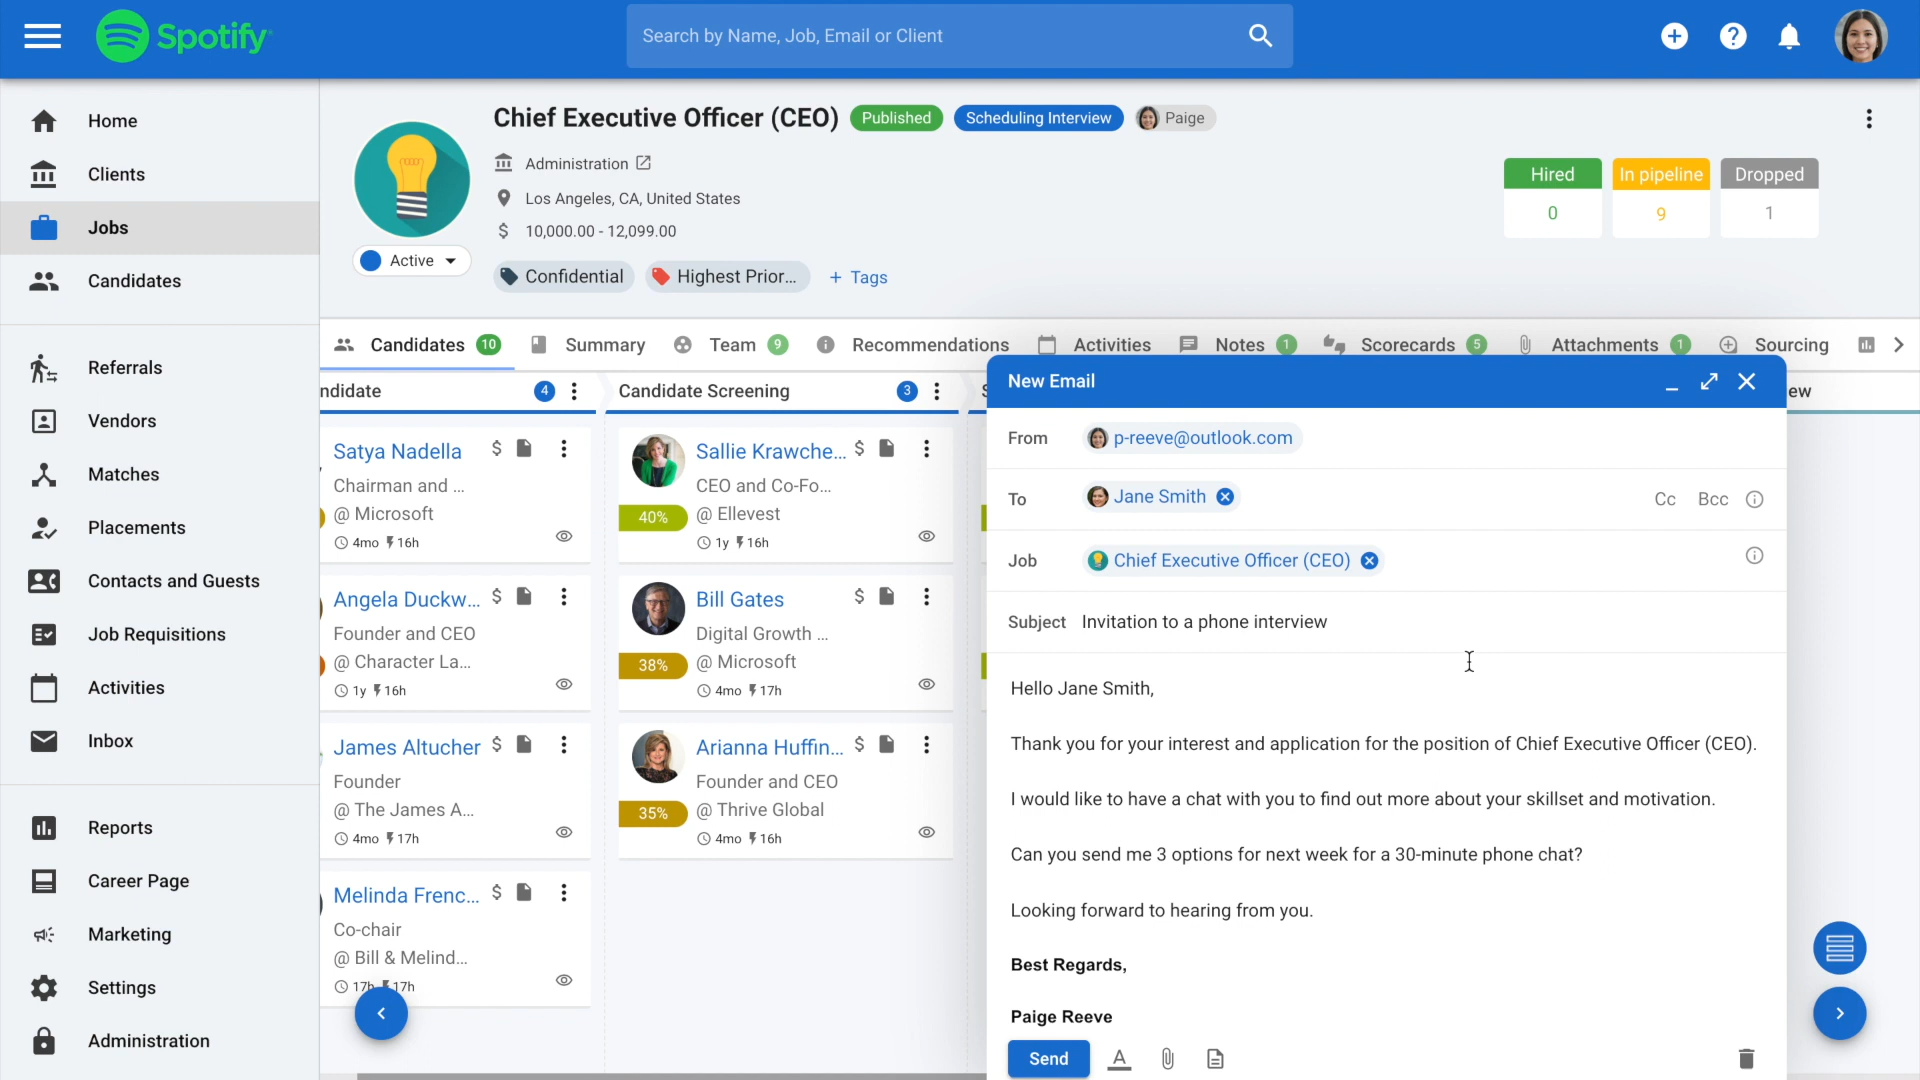 Spotify
Search by Name, Job, Email or Client
Home
Clients
Jobs
Candidates
Referrals
Vendors
Matches
Placements
Contacts and Guests
Job Requisitions
Activities
Inbox
Reports
Career Page
Marketing
Settings
Administration
Chief Executive Officer (CEO) Published Scheduling Interview Paige
Administration
Los Angeles, CA, United States
$ 10,000.00 - 12,099.00
Active
Confidential Highest Prior... + Tags
Hired In pipeline Dropped
0 9 1
Candidates 10 Summary Team 9 Recommendations Activities Notes 1 Scorecards 5 Attachments 1 Sourcing
ndidate 4
Satya Nadella $
Chairman and ...
@ Microsoft
4mo 16h
Angela Duckw... $
Founder and CEO
@ Character La...
1y 16h
James Altucher $
Founder
@ The James A...
4mo 17h
Melinda Frenc... $
Co-chair
@ Bill & Melind...
17h 17h
Candidate Screening 3
Sallie Krawche... $
CEO and Co-Fo...
40% @ Ellevest
1y 16h
Bill Gates $
Digital Growth ...
38% @ Microsoft
4mo 17h
Arianna Huffin... $
Founder and CEO
35% @ Thrive Global
4mo 16h
ew
New Email
From p-reeve@outlook.com
To Jane Smith Cc Bcc
Job Chief Executive Officer (CEO)
Subject Invitation to a phone interview
Hello Jane Smith,
Thank you for your interest and application for the position of Chief Executive Officer (CEO).
I would like to have a chat with you to find out more about your skillset and motivation.
Can you send me 3 options for next week for a 30-minute phone chat?
Looking forward to hearing from you.
Best Regards,
Paige Reeve
Send A